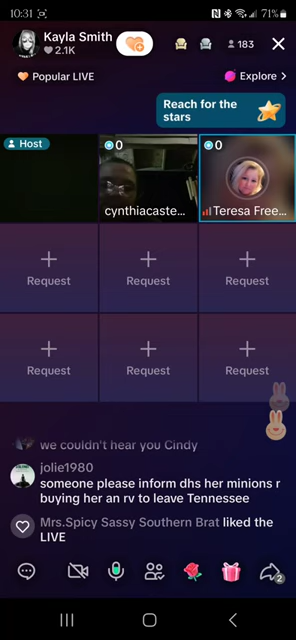 10:31
71%
Kayla Smith
2.1K
183
Popular LIVE
Explore >
Reach for the
stars
Host
0
0
cynthiacaste...
Teresa Free...
+ + +
Request Request Request
+ + +
Request Request Request
we couldn't hear you Cindy
jolie1980
someone please inform dhs her minions r
buying her an rv to leave Tennessee
Mrs.Spicy Sassy Southern Brat liked the
LIVE
2